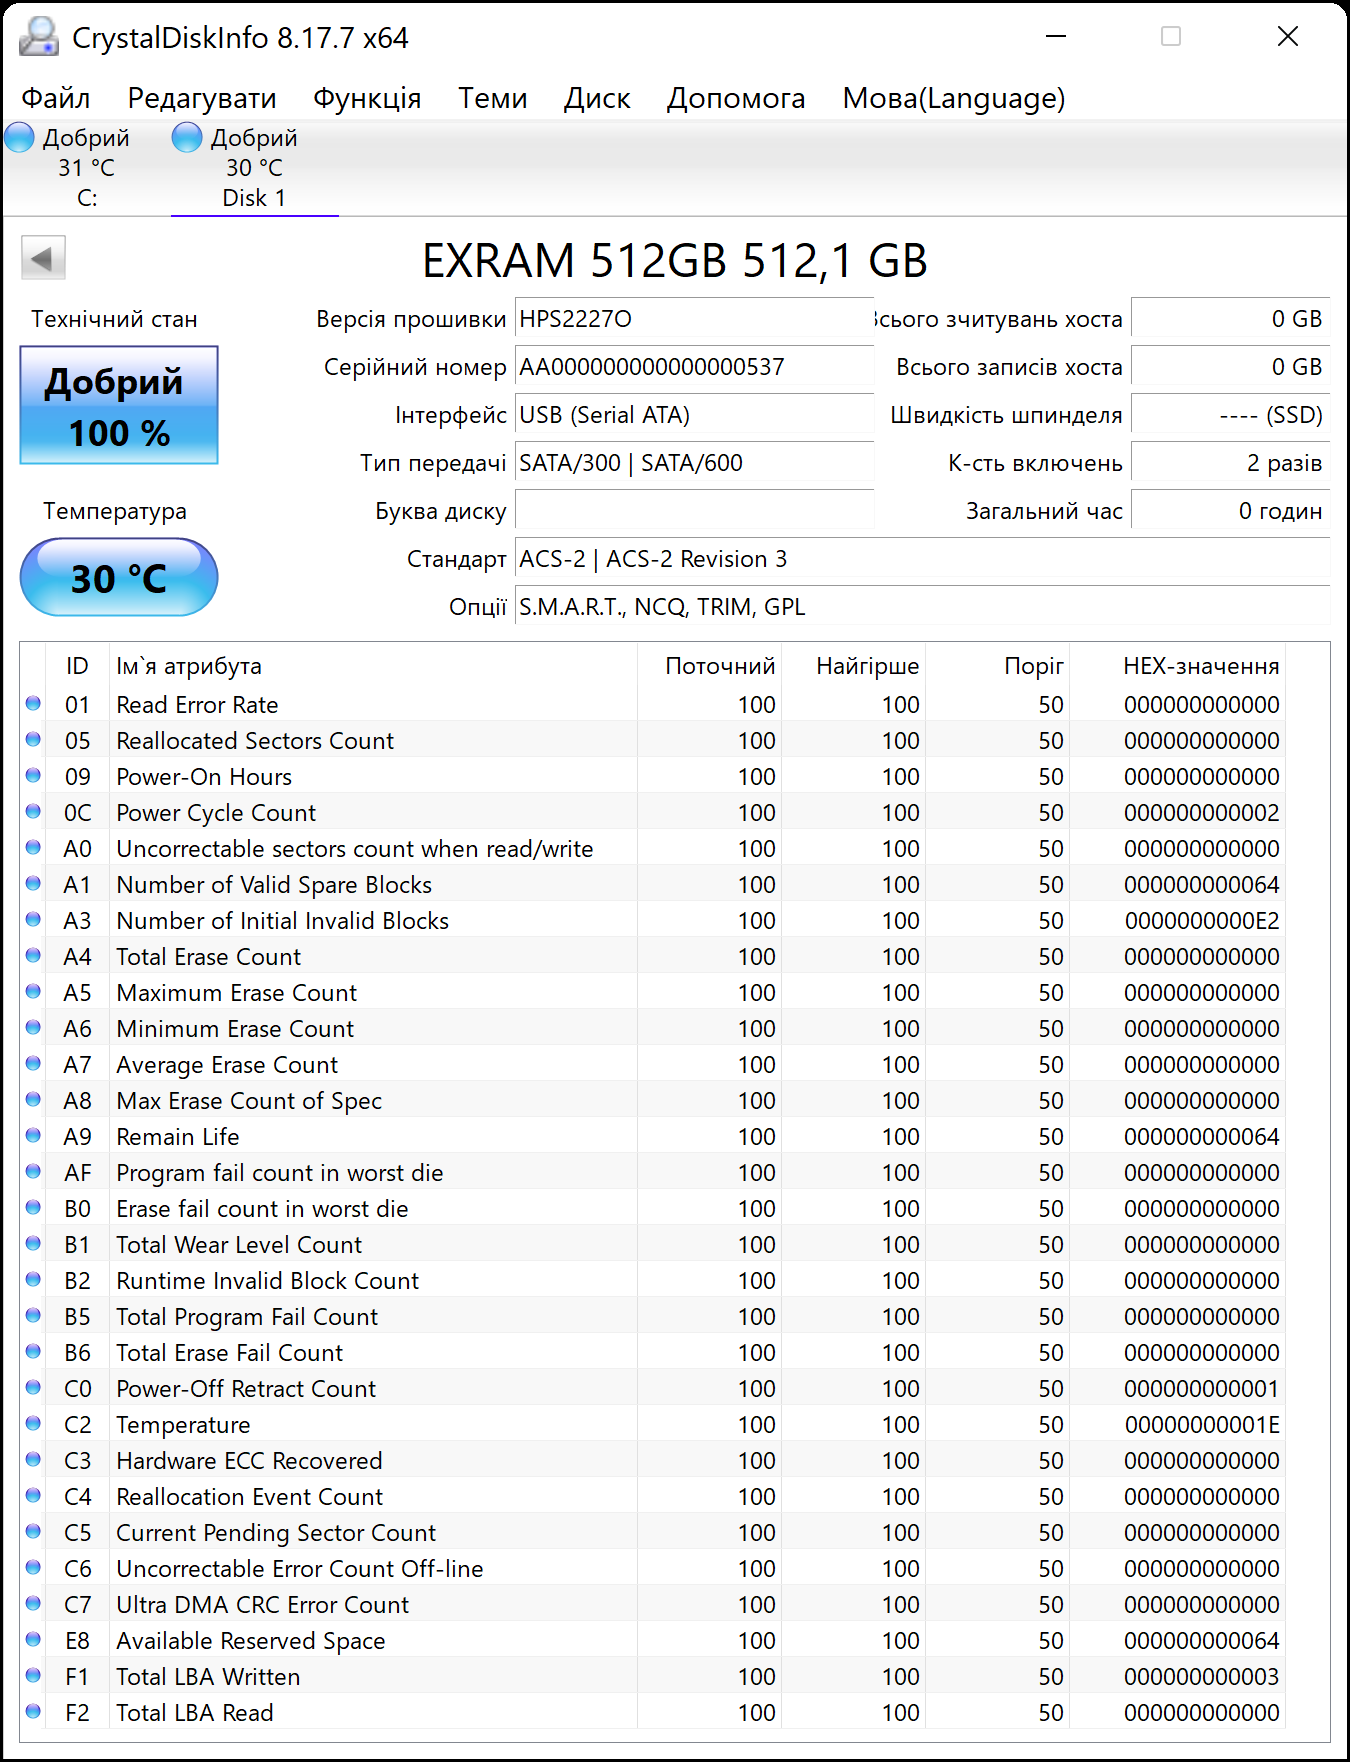 CrystalDiskInfo 8.17.7 x64
Файл Редагувати Функція Теми Диск Допомога Мова(Language)
Добрий Добрий
31 °C 30 °C
C: Disk 1
EXRAM 512GB 512,1 GB
Технічний стан
Добрий
100 %
Температура
30 °C
Версія прошивки HPS2227O
Серійний номер AA000000000000000537
Інтерфейс USB (Serial ATA)
Тип передачі SATA/300 | SATA/600
Буква диску
Стандарт ACS-2 | ACS-2 Revision 3
Опції S.M.A.R.T., NCQ, TRIM, GPL
Всього зчитувань хоста 0 GB
Всього записів хоста 0 GB
Швидкість шпинделя ---- (SSD)
К-сть включень 2 разів
Загальний час 0 годин
ID Ім`я атрибута Поточний Найгірше Поріг HEX-значення
01 Read Error Rate 100 100 50 000000000000
05 Reallocated Sectors Count 100 100 50 000000000000
09 Power-On Hours 100 100 50 000000000000
0C Power Cycle Count 100 100 50 000000000002
A0 Uncorrectable sectors count when read/write 100 100 50 000000000000
A1 Number of Valid Spare Blocks 100 100 50 000000000064
A3 Number of Initial Invalid Blocks 100 100 50 0000000000E2
A4 Total Erase Count 100 100 50 000000000000
A5 Maximum Erase Count 100 100 50 000000000000
A6 Minimum Erase Count 100 100 50 000000000000
A7 Average Erase Count 100 100 50 000000000000
A8 Max Erase Count of Spec 100 100 50 000000000000
A9 Remain Life 100 100 50 000000000064
AF Program fail count in worst die 100 100 50 000000000000
B0 Erase fail count in worst die 100 100 50 000000000000
B1 Total Wear Level Count 100 100 50 000000000000
B2 Runtime Invalid Block Count 100 100 50 000000000000
B5 Total Program Fail Count 100 100 50 000000000000
B6 Total Erase Fail Count 100 100 50 000000000000
C0 Power-Off Retract Count 100 100 50 000000000001
C2 Temperature 100 100 50 00000000001E
C3 Hardware ECC Recovered 100 100 50 000000000000
C4 Reallocation Event Count 100 100 50 000000000000
C5 Current Pending Sector Count 100 100 50 000000000000
C6 Uncorrectable Error Count Off-line 100 100 50 000000000000
C7 Ultra DMA CRC Error Count 100 100 50 000000000000
E8 Available Reserved Space 100 100 50 000000000064
F1 Total LBA Written 100 100 50 000000000003
F2 Total LBA Read 100 100 50 000000000000